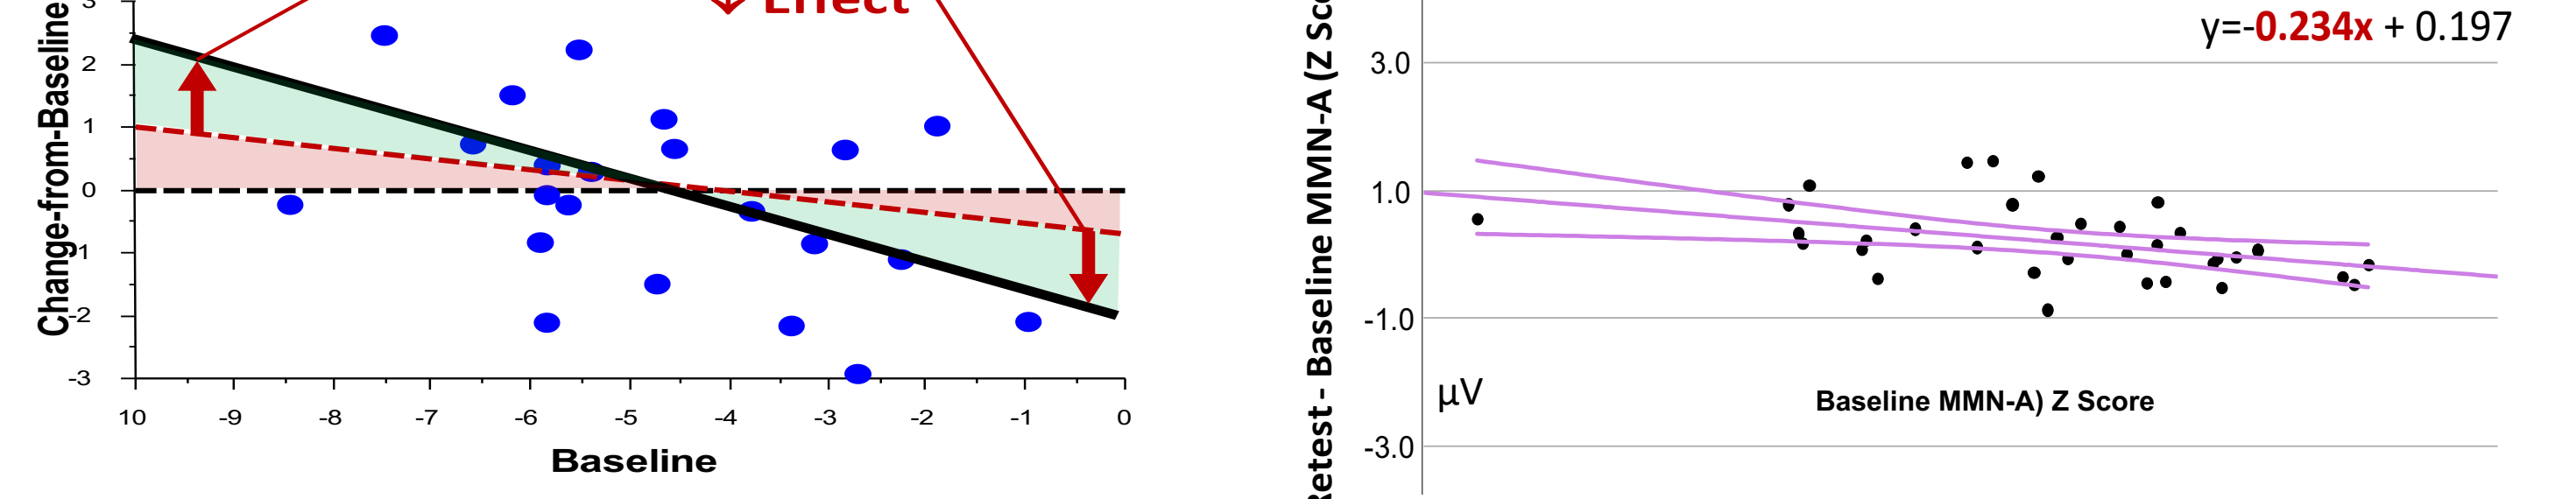 Effect
Change-from-Baseline
3
2
1
0
-1
-2
-3
10 -9 -8 -7 -6 -5 -4 -3 -2 -1 0
Baseline
y=-0.234x + 0.197
Retest - Baseline MMN-A (Z Sco
3.0
1.0
-1.0
-3.0
µV
Baseline MMN-A) Z Score